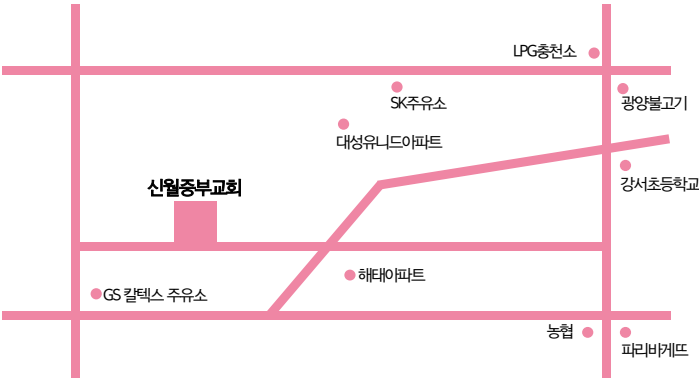 LPG충천소
SK주유소
광양불고기
대성유니드아파트
강서초등학교
신월중부교회
해태아파트
GS 칼텍스 주유소
농협
파리바게뜨